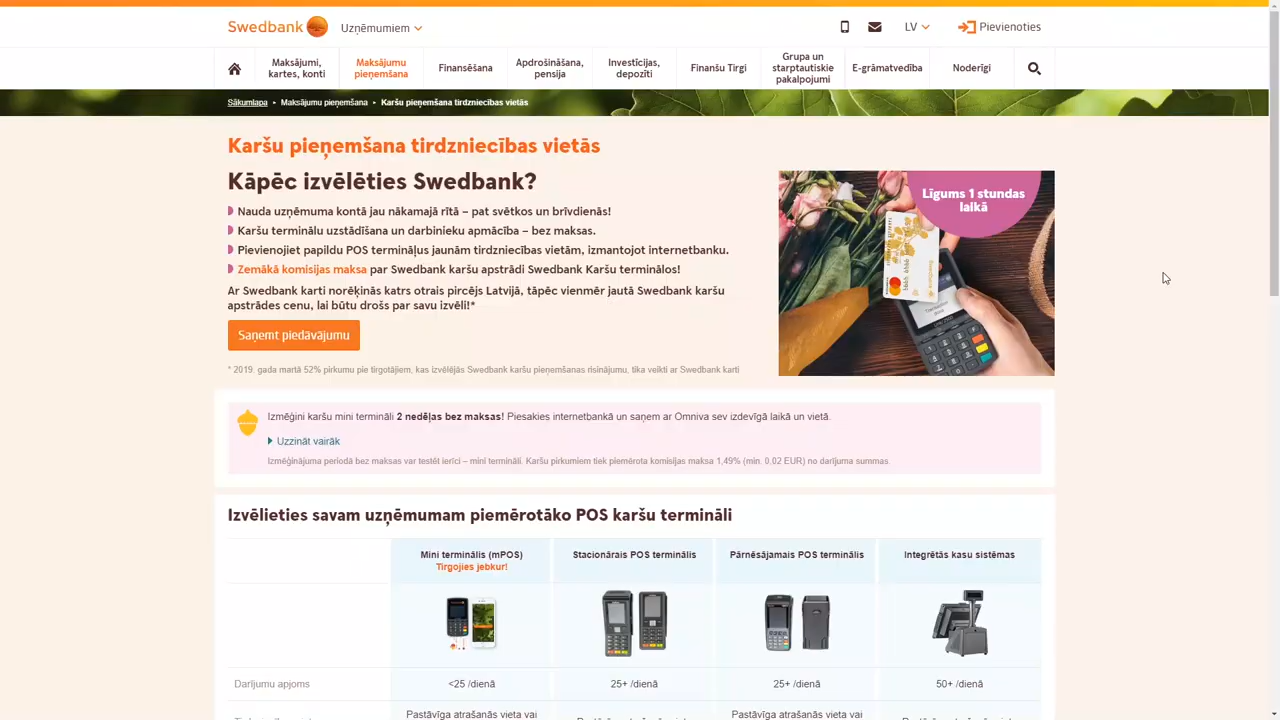 Swedbank
Uzņēmumiem
LV
Pievienoties
Maksājumi, kartes, konti
Maksājumu pieņemšana
Finansēšana
Apdrošināšana, pensija
Investīcijas, depozīti
Finanšu Tirgi
Grupa un starptautiskie pakalpojumi
E-grāmatvedība
Noderīgi
Sākumlapa ▸ Maksājumu pieņemšana ▸ Karšu pieņemšana tirdzniecības vietās
Karšu pieņemšana tirdzniecības vietās
Kāpēc izvēlēties Swedbank?
Nauda uzņēmuma kontā jau nākamajā rītā – pat svētkos un brīvdienās!
Karšu termināļu uzstādīšana un darbinieku apmācība – bez maksas.
Pievienojiet papildu POS termināļus jaunām tirdzniecības vietām, izmantojot internetbanku.
Zemākā komisijas maksa par Swedbank karšu apstrādi Swedbank Karšu terminālos!
Ar Swedbank karti norēķinās katrs otrais pircējs Latvijā, tāpēc vienmēr jautā Swedbank karšu
apstrādes cenu, lai būtu drošs par savu izvēli!*
Saņemt piedāvājumu
* 2019. gada martā 52% pirkumu pie tirgotājiem, kas izvēlējās Swedbank karšu pieņemšanas risinājumu, tika veikti ar Swedbank karti
Līgums 1 stundas
laikā
Izmēģini karšu mini termināli 2 nedēļas bez maksas! Piesakies internetbankā un saņem ar Omniva sev izdevīgā laikā un vietā.
Uzzināt vairāk
Izmēģinājuma periodā bez maksas var testēt ierīci – mini termināli. Karšu pirkumiem tiek piemērota komisijas maksa 1,49% (min. 0,02 EUR) no darījuma summas.
Izvēlieties savam uzņēmumam piemērotāko POS karšu termināli
Mini terminālis (mPOS)
Tirgojies jebkur!
Stacionārais POS terminālis
Pārnēsājamais POS terminālis
Integrētās kasu sistēmas
Darījumu apjoms
<25 /dienā
25+ /dienā
25+ /dienā
50+ /dienā
Pastāvīga atrašanās vieta vai
Pastāvīga atrašanās vieta vai